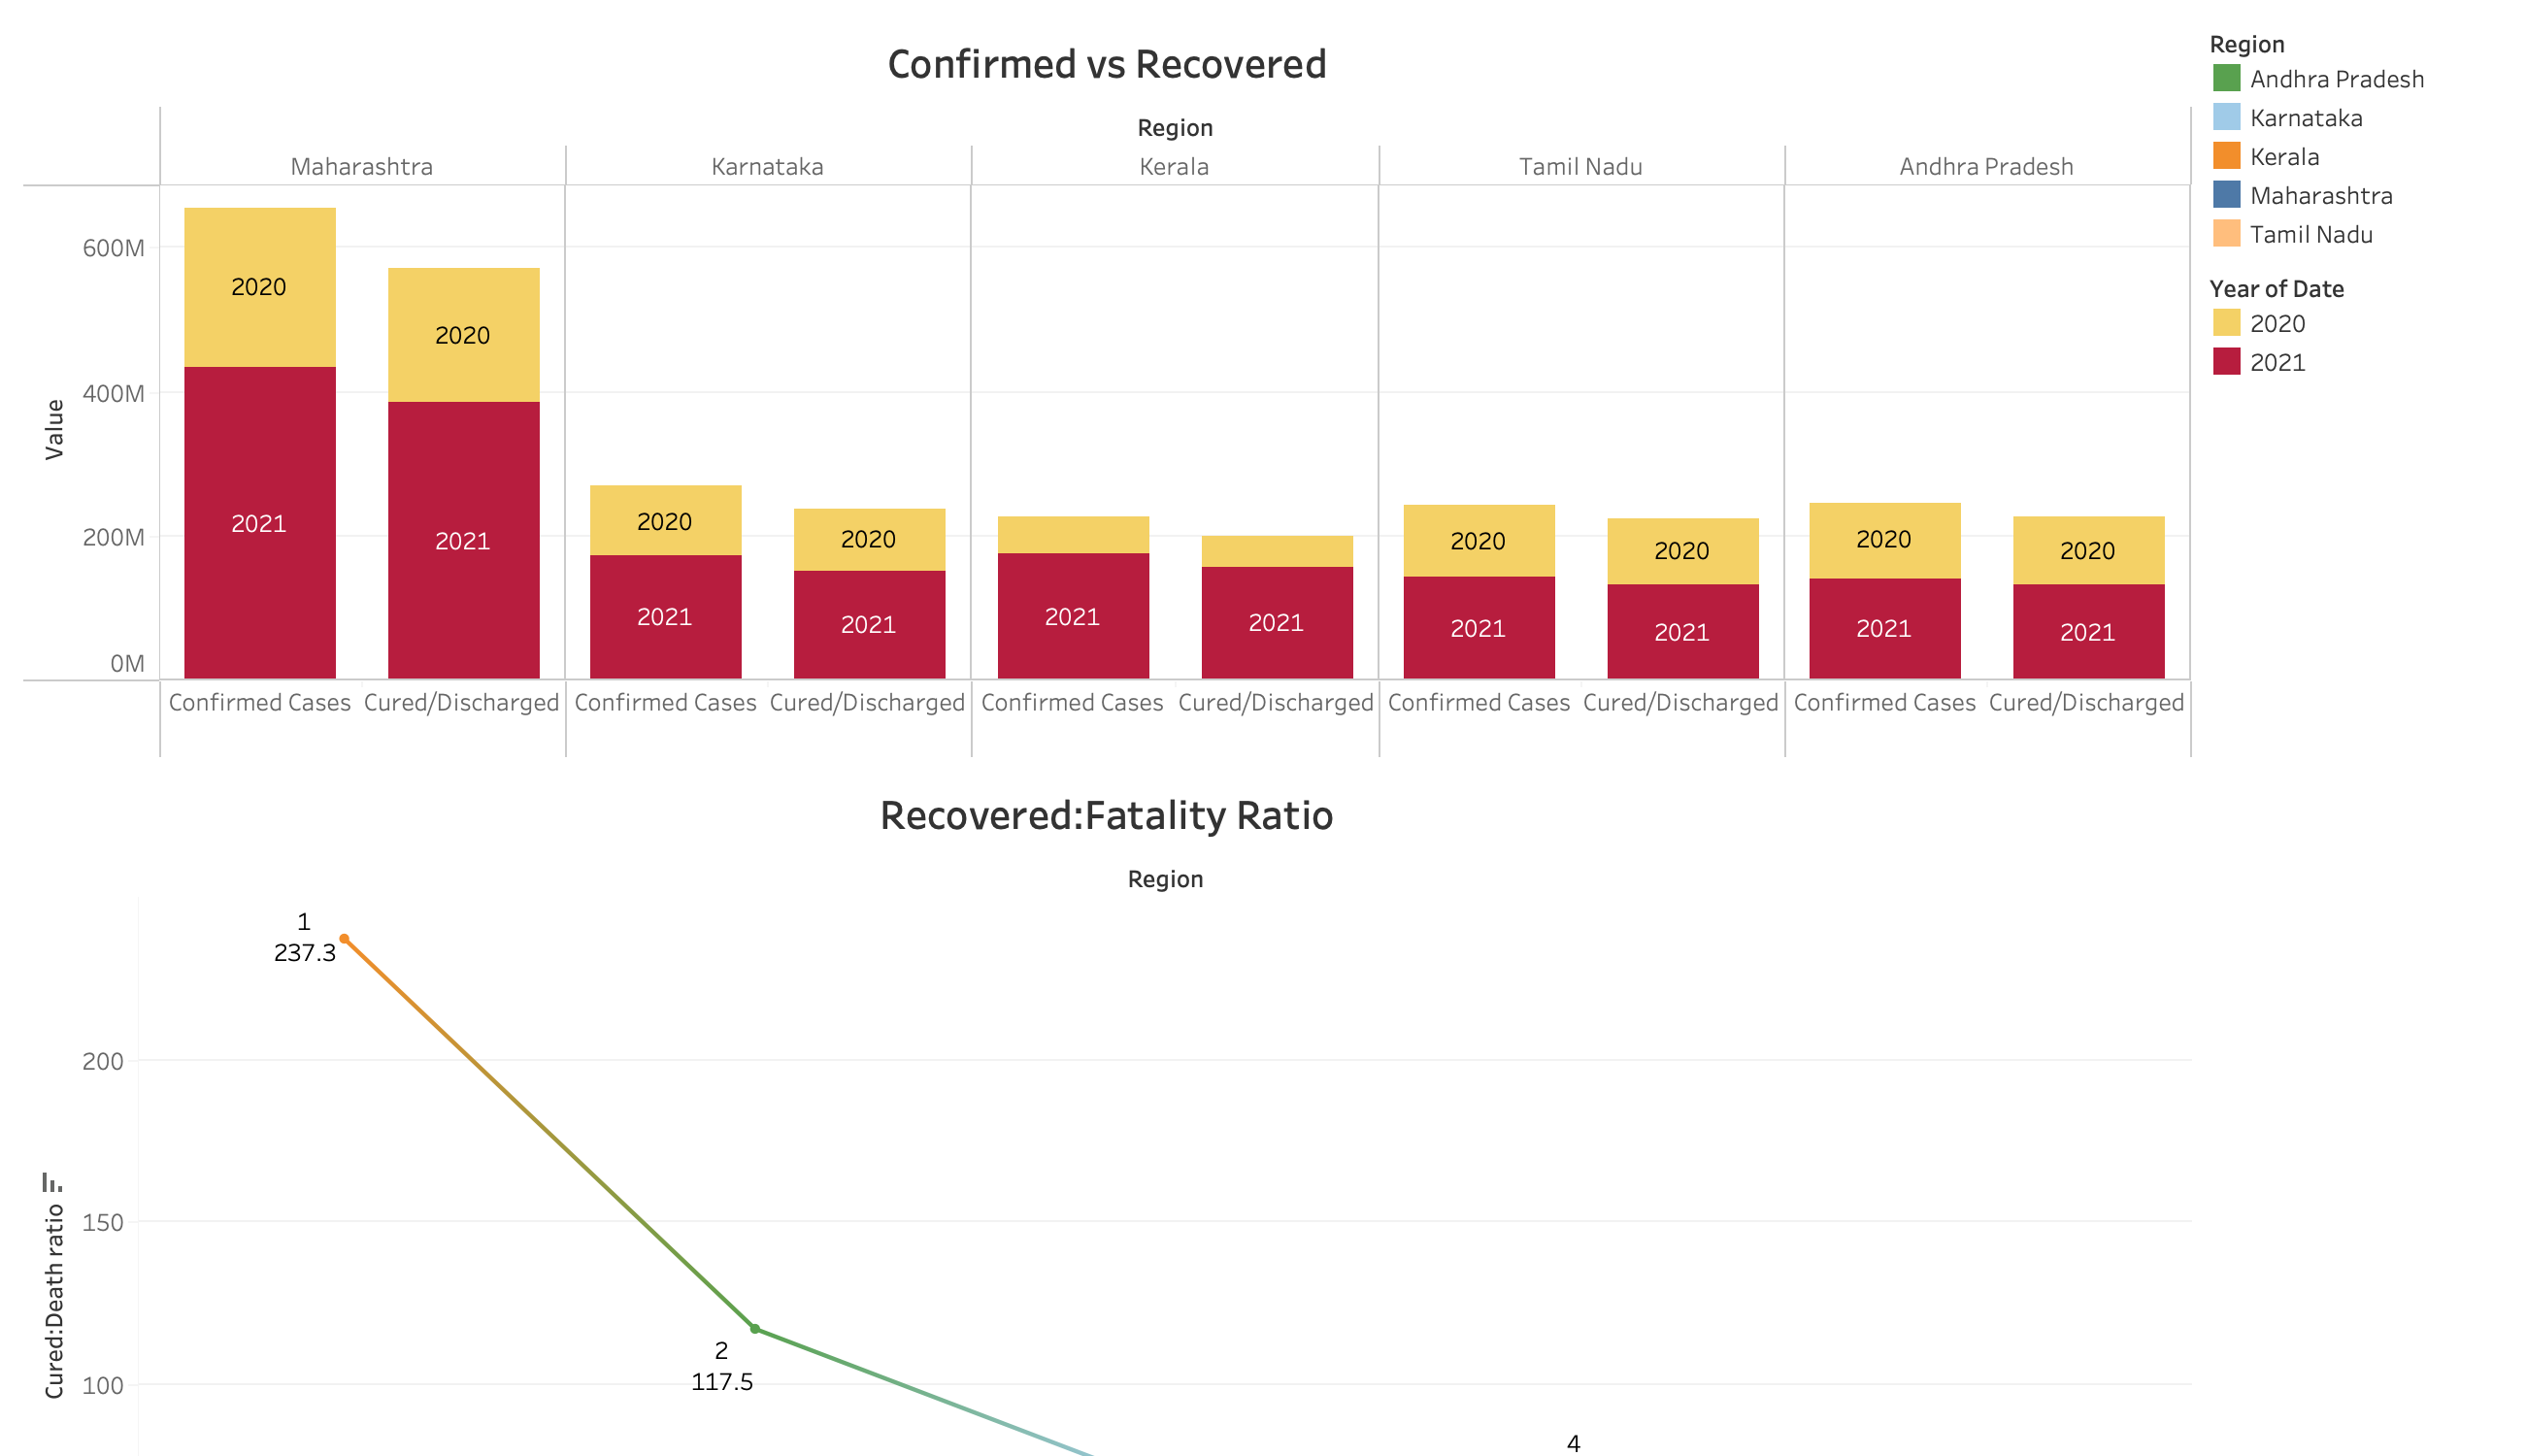 Confirmed vs Recovered
Region
Maharashtra Karnataka Kerala Tamil Nadu Andhra Pradesh
600M
400M
200M
0M
Value
2020 2020 2020 2020 2020 2020 2020 2020
2021 2021 2021 2021 2021 2021 2021 2021 2021 2021
Confirmed Cases Cured/Discharged Confirmed Cases Cured/Discharged Confirmed Cases Cured/Discharged Confirmed Cases Cured/Discharged Confirmed Cases Cured/Discharged
Region
Andhra Pradesh
Karnataka
Kerala
Maharashtra
Tamil Nadu
Year of Date
2020
2021
Recovered:Fatality Ratio
Region
1
237.3
200
150
Cured:Death ratio
2
117.5
100
4